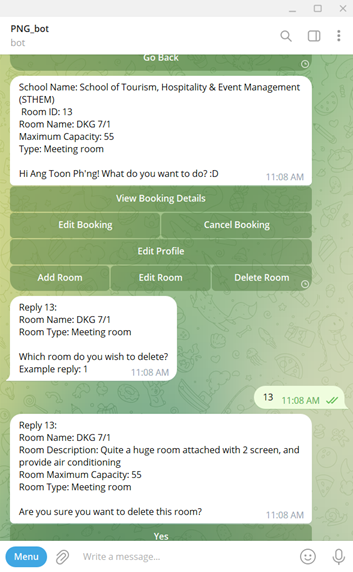 PNG_bot
bot
Go Back
School Name: School of Tourism, Hospitality & Event Management
(STHEM)
Room ID: 13
Room Name: DKG 7/1
Maximum Capacity: 55
Type: Meeting room
Hi Ang Toon Ph'ng! What do you want to do? :D
11:08 AM
View Booking Details
Edit Booking
Cancel Booking
Edit Profile
Add Room
Edit Room
Delete Room
Reply 13:
Room Name: DKG 7/1
Room Type: Meeting room
Which room do you wish to delete?
Example reply: 1
11:08 AM
13 11:08 AM
Reply 13:
Room Name: DKG 7/1
Room Description: Quite a huge room attached with 2 screen, and
provide air conditioning
Room Maximum Capacity: 55
Room Type: Meeting room
Are you sure you want to delete this room?
11:08 AM
Yes
Menu
Write a message...